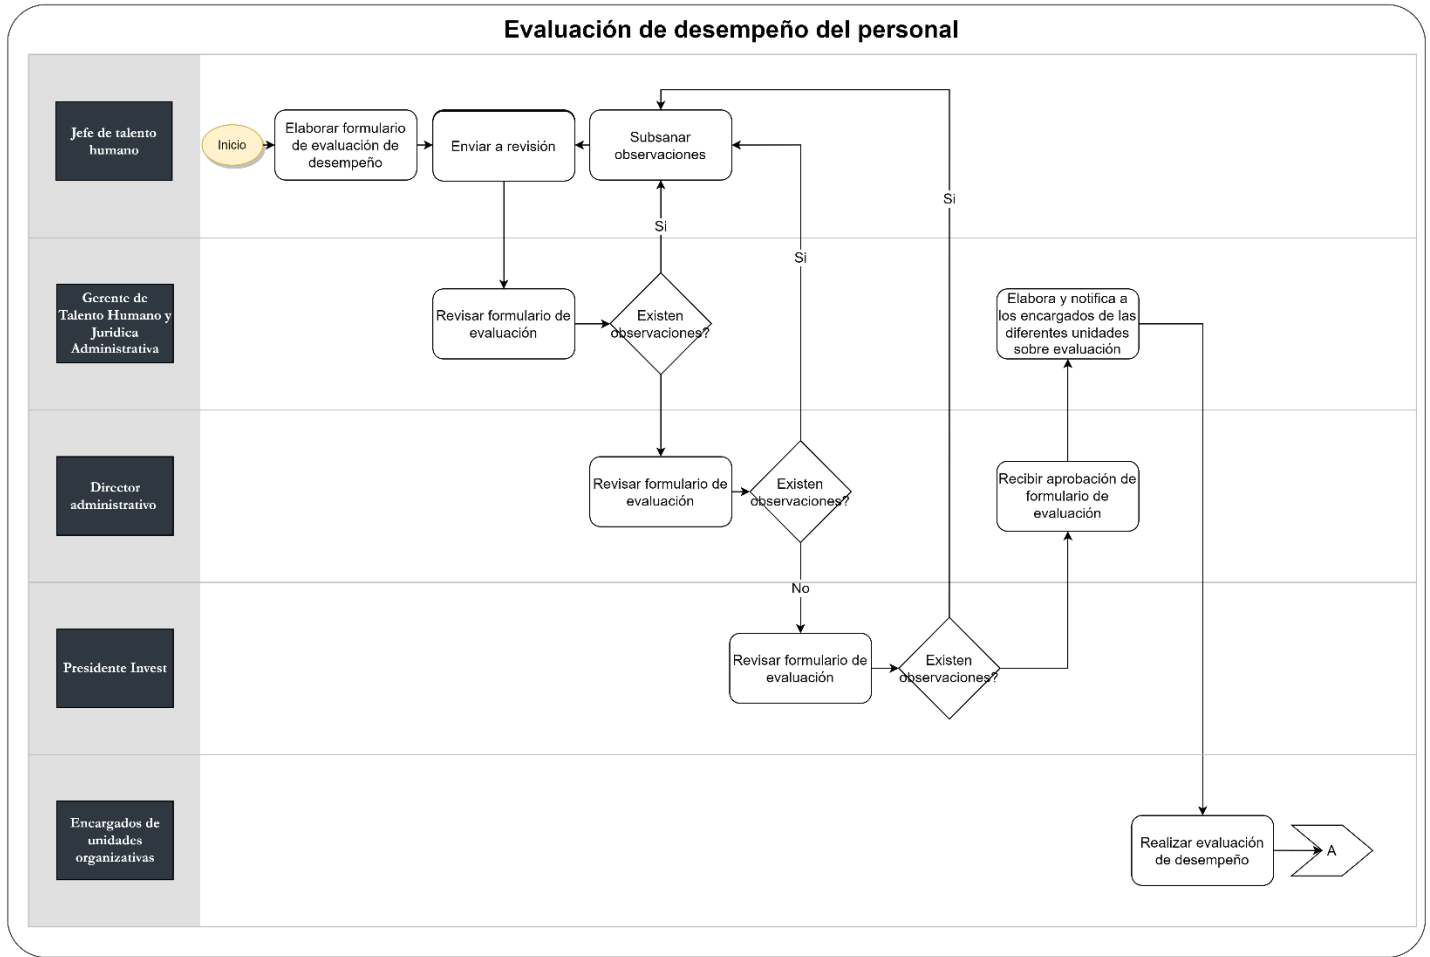 Evaluación de desempeño del personal
Jefe de talento
humano
Inicio
Elaborar formulario
de evaluación de
desempeño
Enviar a revisión
Subsanar
observaciones
Si
Si
Si
Gerente de
Talento Humano y
Juridica
Administrativa
Revisar formulario de
evaluación
Existen
observaciones?
Elabora y notifica a
los encargados de las
diferentes unidades
sobre evaluación
Director
administrativo
Revisar formulario de
evaluación
Existen
observaciones?
Recibir aprobación de
formulario de
evaluación
No
Presidente Invest
Revisar formulario de
evaluación
Existen
observaciones?
Encargados de
unidades
organizativas
Realizar evaluación
de desempeño
A